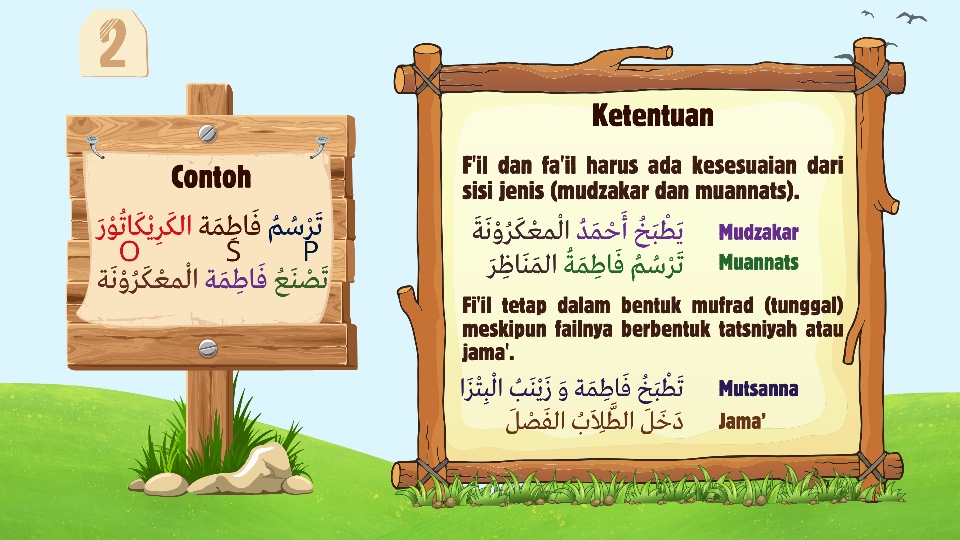 2
Contoh
تَرْسُمُ فَاطِمَة الكَرِيْكَاتُوْرَ
P S O
تَصْنَعُ فَاطِمَة الْمعْكَرُوْنَة
Ketentuan
F'il dan fa'il harus ada kesesuaian dari
sisi jenis (mudzakar dan muannats).
يَطْبَخُ أَحْمَدُ الْمعْكَرُوْنَةَ Mudzakar
تَرْسُمُ فَاطِمَةُ المَنَاظِرَ Muannats
Fi'il tetap dalam bentuk mufrad (tunggal)
meskipun failnya berbentuk tatsniyah atau
jama'.
تَطْبَخُ فَاطِمَة وَ زَيْنَبُ الْبِتْزَا Mutsanna
دَخَلَ الطُّلَابُ الفَصْلَ Jama'